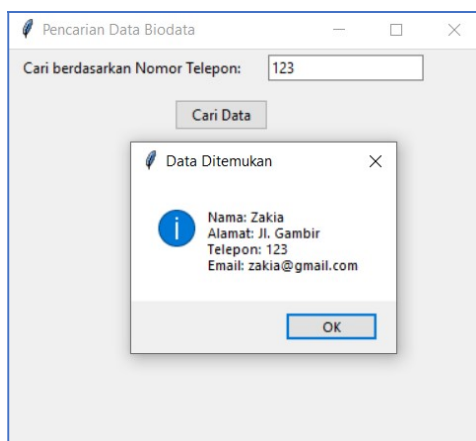 Pencarian Data Biodata
Cari berdasarkan Nomor Telepon: 123
Cari Data
Data Ditemukan
Nama: Zakia
Alamat: Jl. Gambir
Telepon: 123
Email: zakia@gmail.com
OK